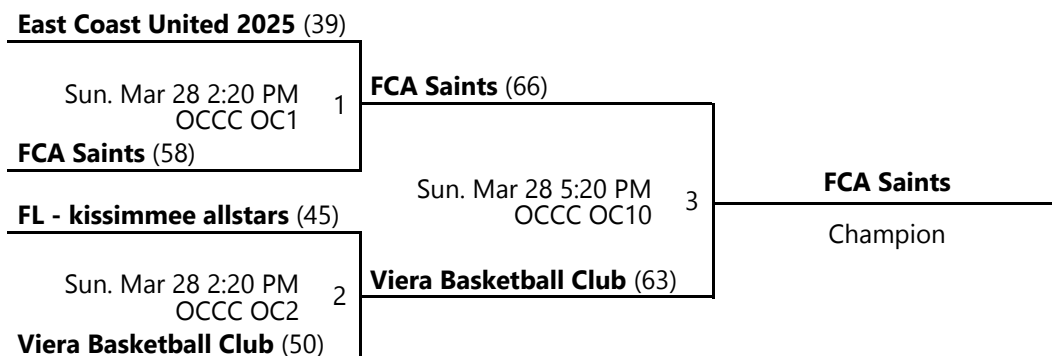 East Coast United 2025 (39)
Sun. Mar 28 2:20 PM
OCCC OC1
1
FCA Saints (58)
FCA Saints (66)
FL - kissimmee allstars (45)
Sun. Mar 28 2:20 PM
OCCC OC2
2
Viera Basketball Club (50)
Sun. Mar 28 5:20 PM
OCCC OC10
3
Viera Basketball Club (63)
FCA Saints
Champion